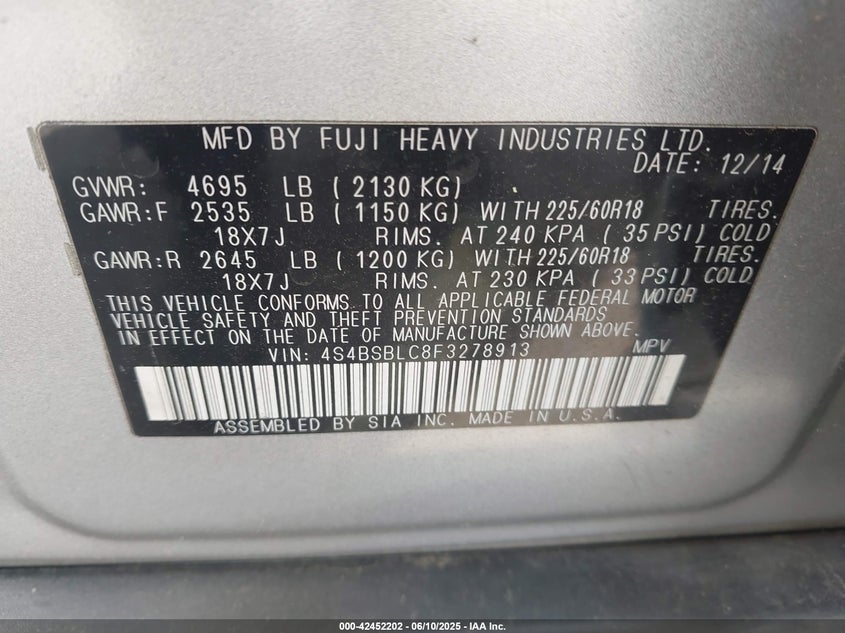 MFD BY FUJI HEAVY INDUSTRIES LTD.
DATE: 12/14
GVWR: 4695 LB ( 2130 KG)
GAWR:F 2535 LB ( 1150 KG) WITH 225/60R18 TIRES.
18X7J RIMS. AT 240 KPA ( 35 PSI) COLD
GAWR:R 2645 LB ( 1200 KG) WITH 225/60R18 TIRES.
18X7J RIMS. AT 230 KPA ( 33 PSI) COLD
THIS VEHICLE CONFORMS TO ALL APPLICABLE FEDERAL MOTOR
VEHICLE SAFETY AND THEFT PREVENTION STANDARDS
IN EFFECT ON THE DATE OF MANUFACTURE SHOWN ABOVE.
VIN: 4S4BSBLC8F3278913 MPV
ASSEMBLED BY SIA INC. MADE IN U.S.A.
000-42452202 - 06/10/2025 - IAA Inc.